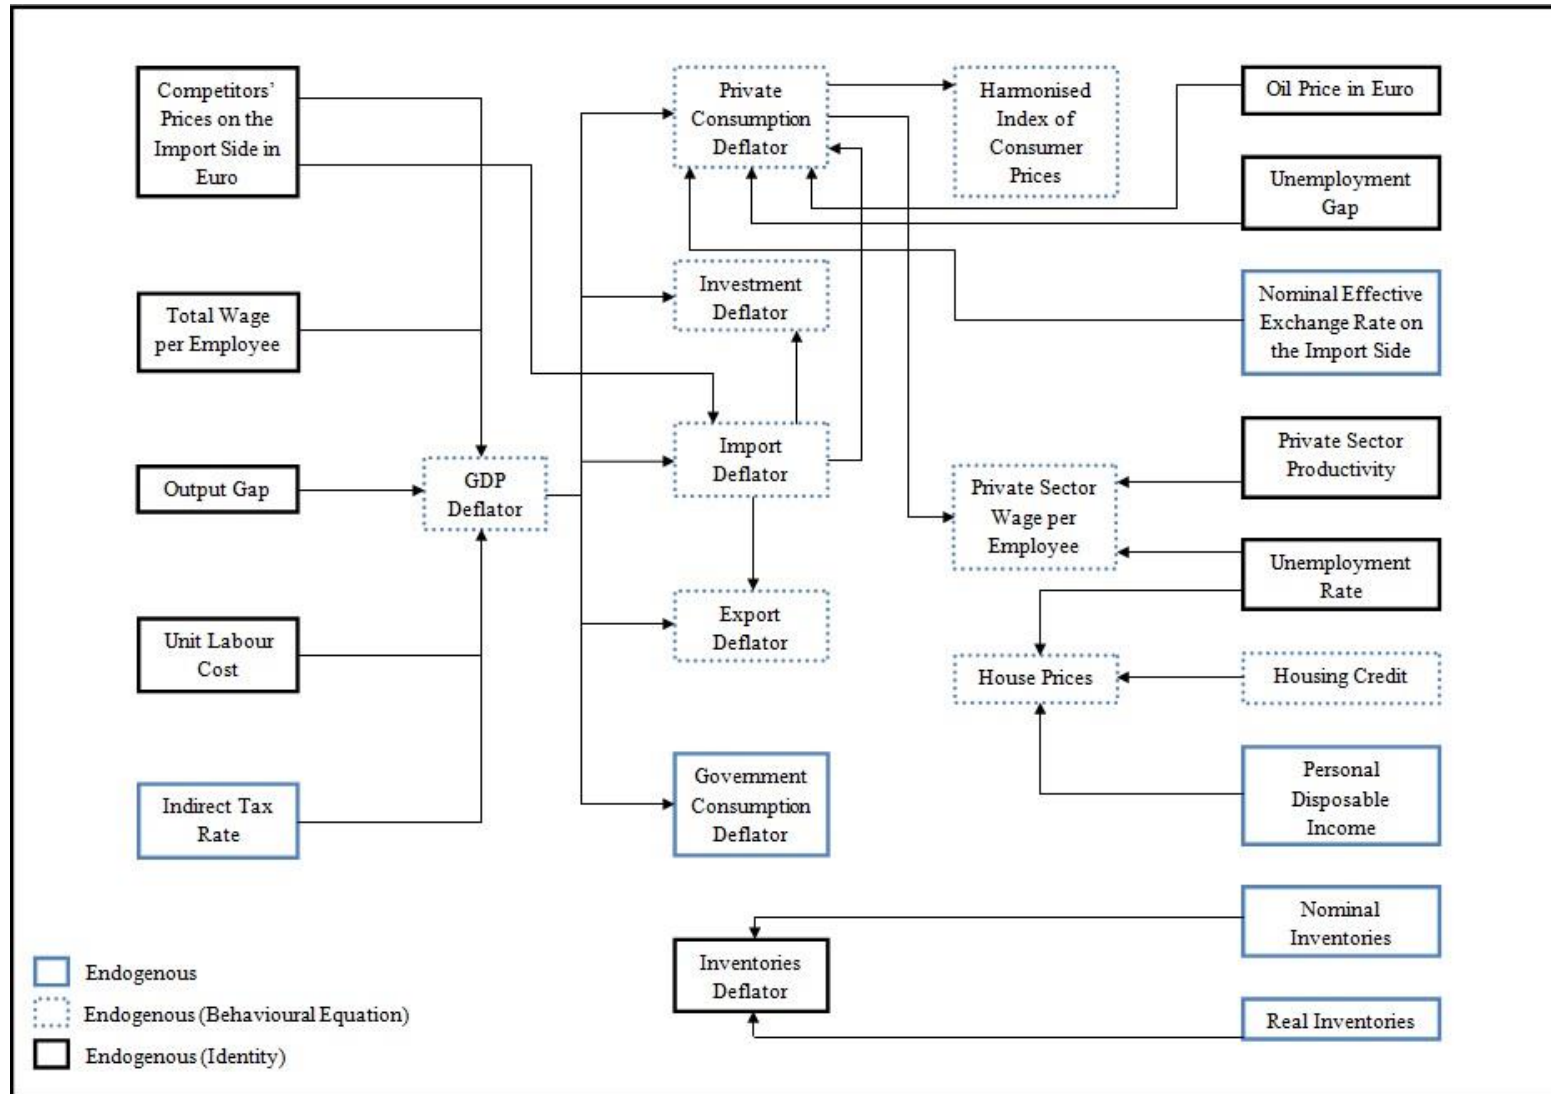 Competitors'
Prices on the
Import Side in
Euro
Total Wage
per Employee
Output Gap
Unit Labour
Cost
Indirect Tax
Rate
GDP
Deflator
Private
Consumption
Deflator
Investment
Deflator
Import
Deflator
Export
Deflator
Government
Consumption
Deflator
Inventories
Deflator
Harmonised
Index of
Consumer
Prices
Private Sector
Wage per
Employee
House Prices
Oil Price in Euro
Unemployment
Gap
Nominal Effective
Exchange Rate on
the Import Side
Private Sector
Productivity
Unemployment
Rate
Housing Credit
Personal
Disposable
Income
Nominal
Inventories
Real Inventories
Endogenous
Endogenous (Behavioural Equation)
Endogenous (Identity)